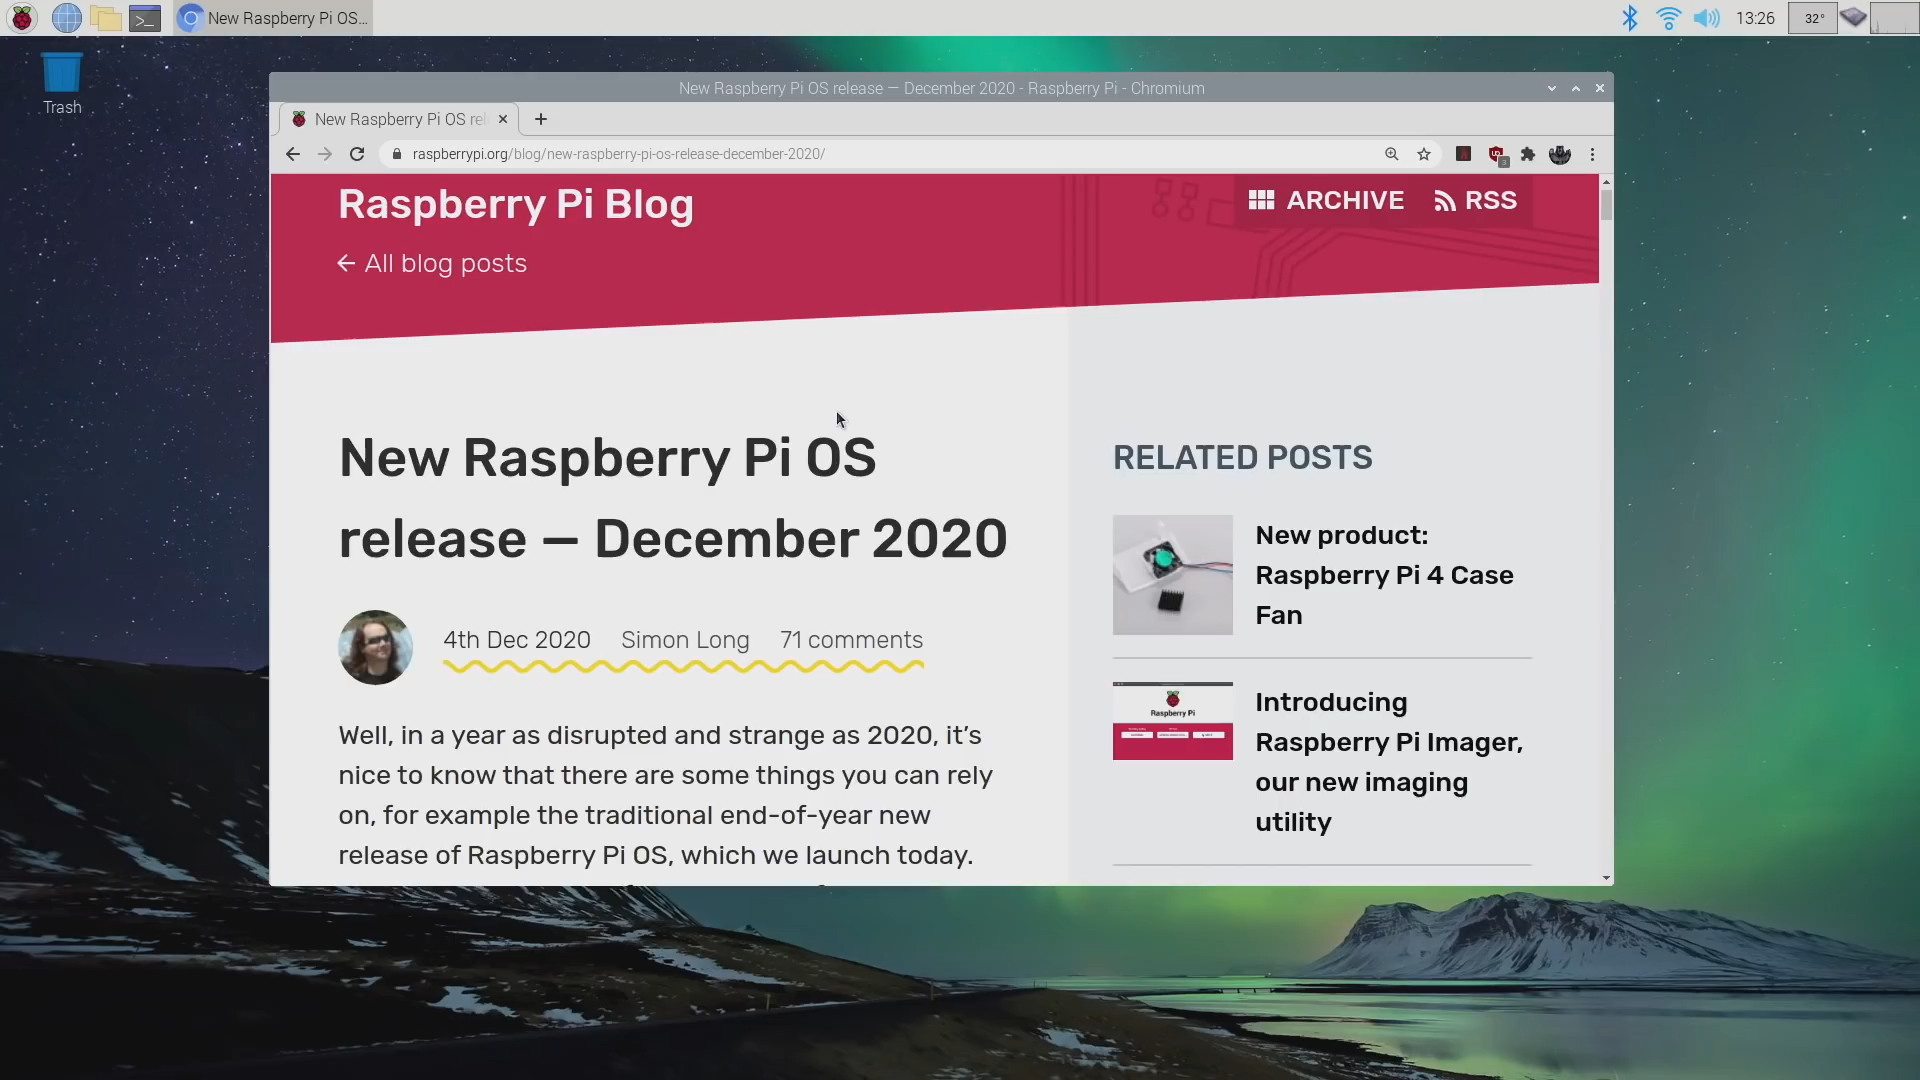 New Raspberry Pi OS...
13:26
32°
Trash
New Raspberry Pi OS release — December 2020 - Raspberry Pi - Chromium
New Raspberry Pi OS rel
raspberrypi.org/blog/new-raspberry-pi-os-release-december-2020/
Raspberry Pi Blog
ARCHIVE
RSS
← All blog posts
New Raspberry Pi OS
release — December 2020
4th Dec 2020 Simon Long 71 comments
Well, in a year as disrupted and strange as 2020, it's
nice to know that there are some things you can rely
on, for example the traditional end-of-year new
release of Raspberry Pi OS, which we launch today.
RELATED POSTS
New product:
Raspberry Pi 4 Case
Fan
Raspberry Pi
Introducing
Raspberry Pi Imager,
our new imaging
utility